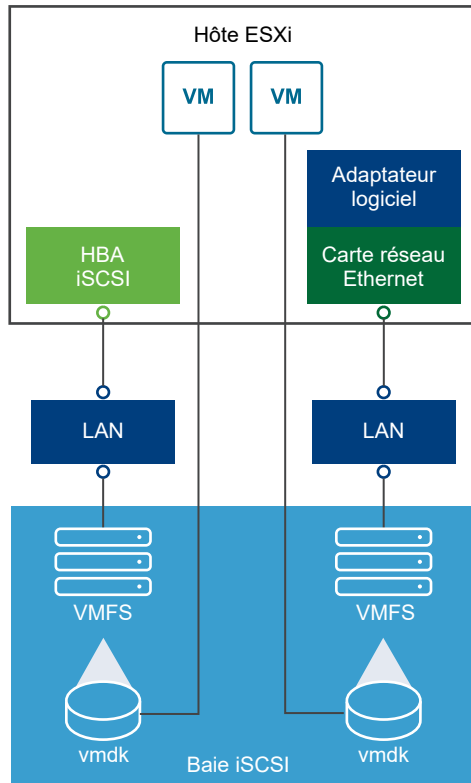 Hôte ESXi
VM
VM
Adaptateur
logiciel
HBA
iSCSI
Carte réseau
Ethernet
LAN
LAN
VMFS
VMFS
vmdk
vmdk
Baie iSCSI